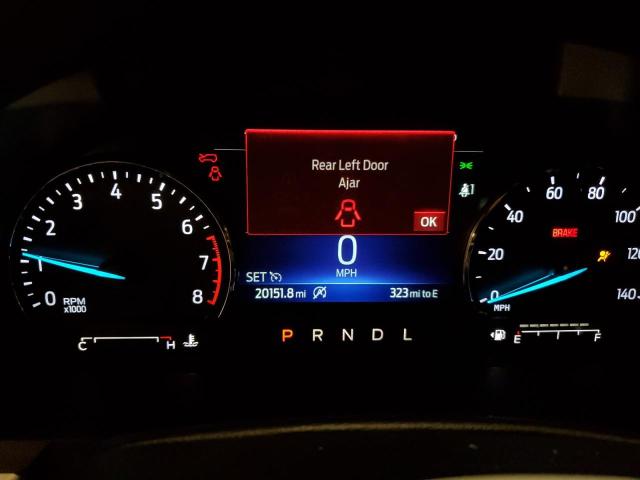 Rear Left Door
Ajar
OK
0
MPH
SET
20151.8 mi
323 mi to E
0 1 2 3 4 5 6 7 8
RPM
x1000
C H
P R N D L
0 20 40 60 80 100 120 140
BRAKE
MPH
E F